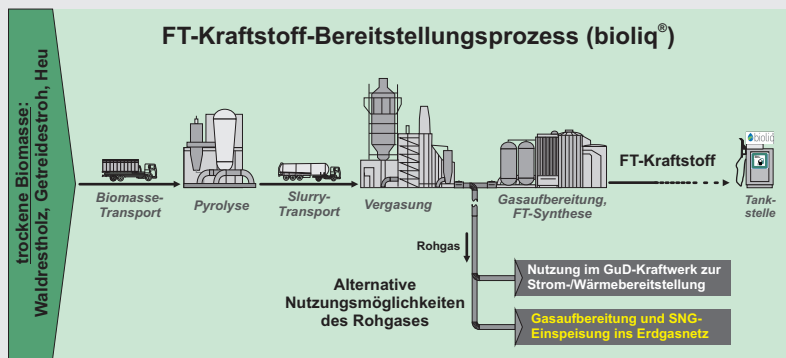 FT-Kraftstoff-Bereitstellungsprozess (bioliq®)
trockene Biomasse:
Waldrestholz, Getreidestroh, Heu
bioliq
FT-Kraftstoff
Biomasse-
Transport
Pyrolyse
Slurry-
Transport
Vergasung
Gasaufbereitung,
FT-Synthese
Tank-
stelle
Rohgas
Alternative
Nutzungsmöglichkeiten
des Rohgases
Nutzung im GuD-Kraftwerk zur
Strom-/Wärmebereitstellung
Gasaufbereitung und SNG-
Einspeisung ins Erdgasnetz